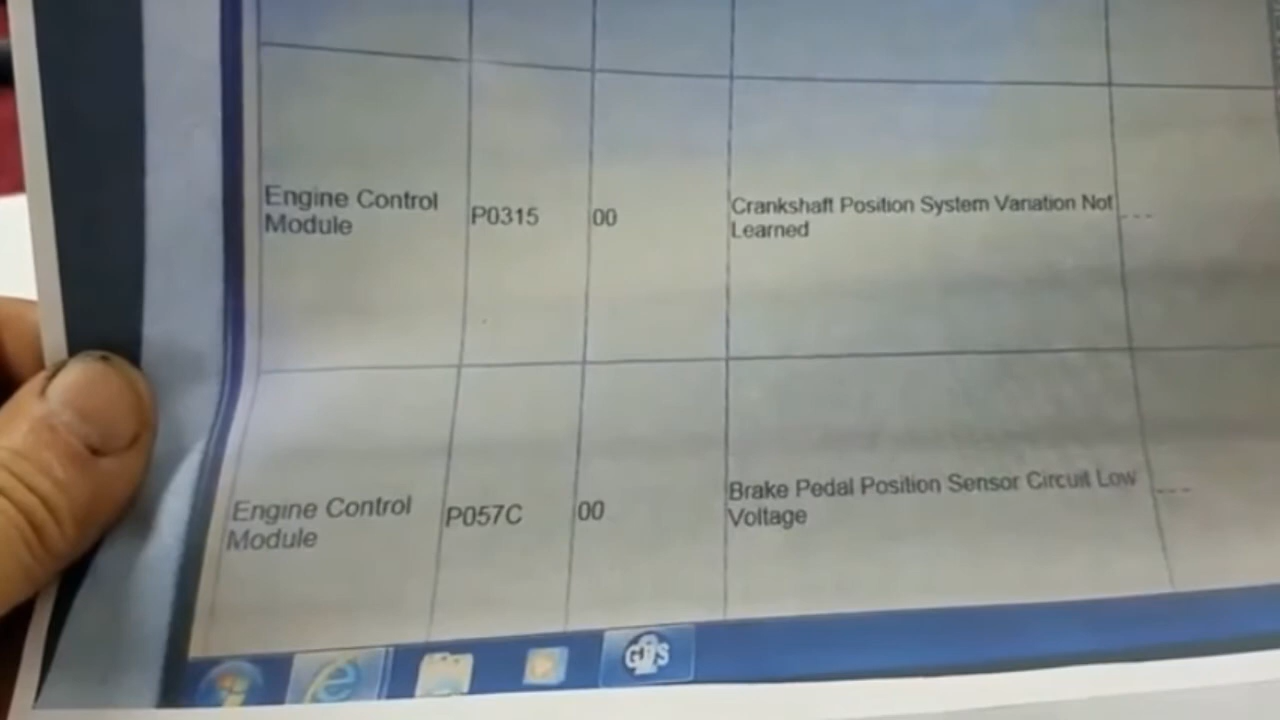 Engine Control
Module
P0315
00
Crankshaft Position System Variation Not
Learned
---
Engine Control
Module
P057C
00
Brake Pedal Position Sensor Circuit Low
Voltage
---